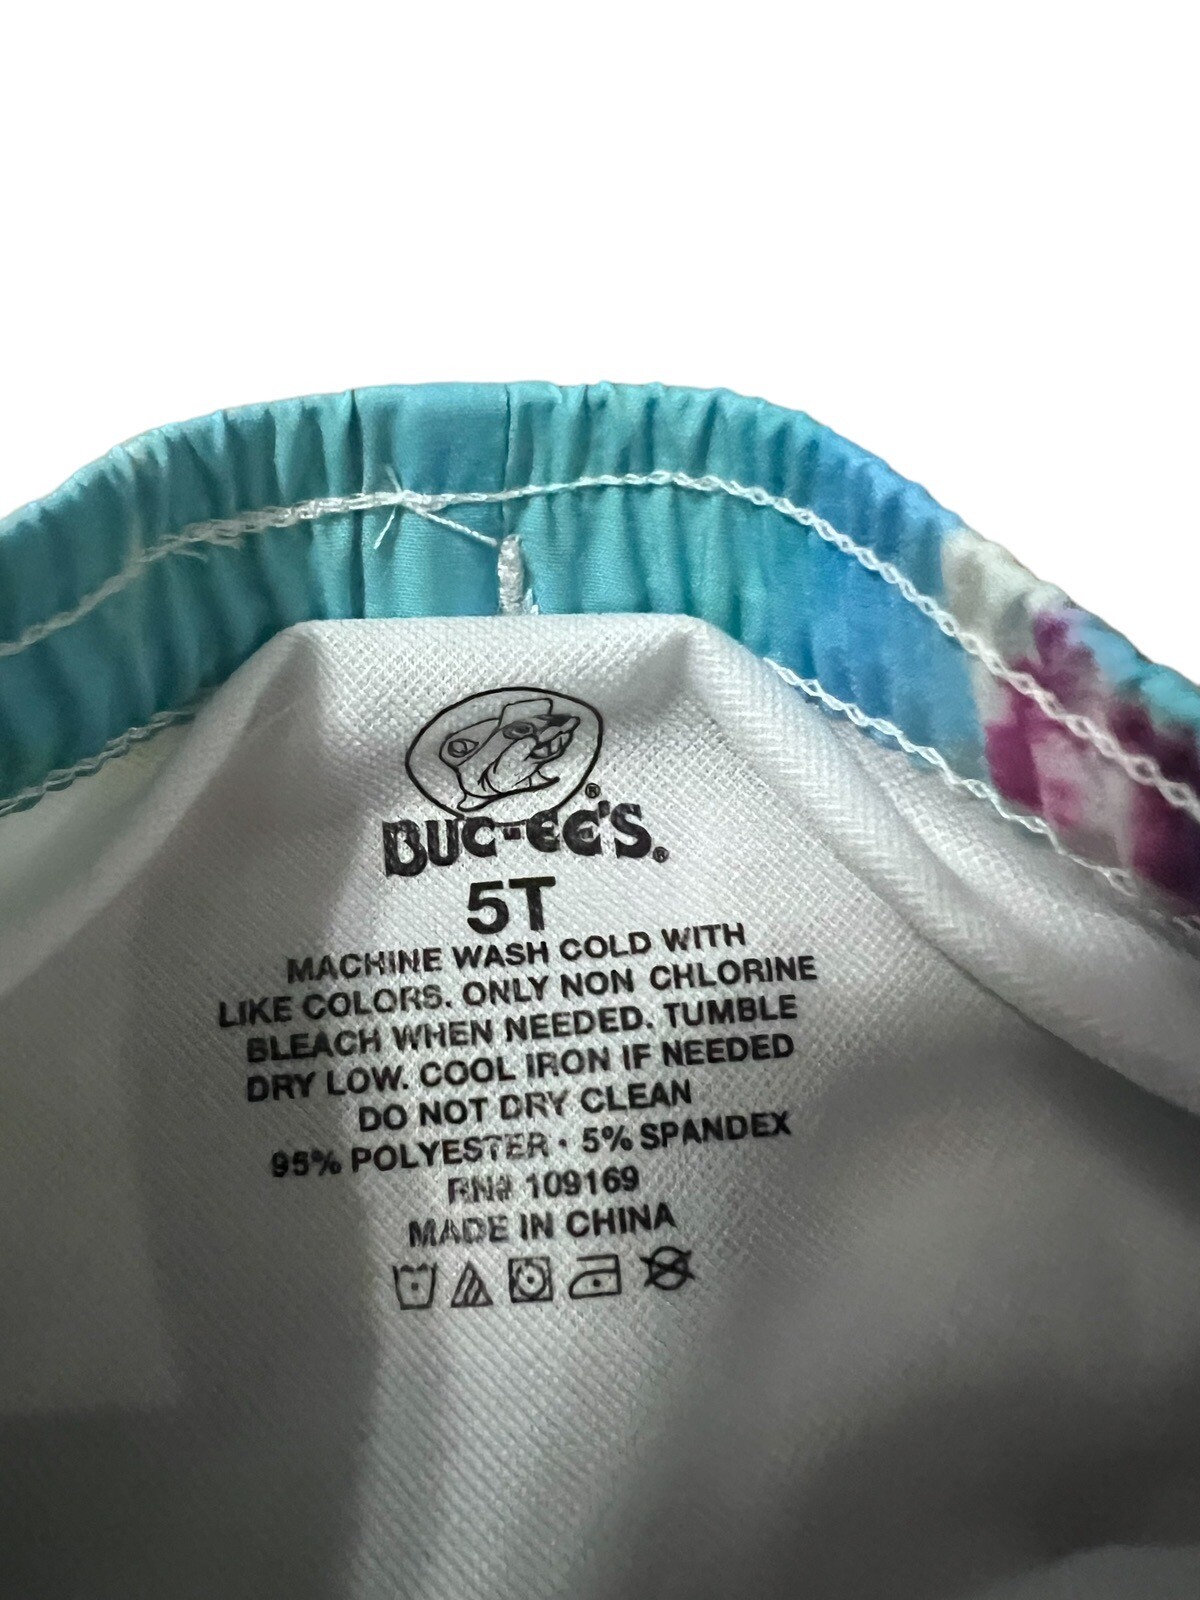 BUC-EE'S®
5T
MACHINE WASH COLD WITH
LIKE COLORS. ONLY NON CHLORINE
BLEACH WHEN NEEDED. TUMBLE
DRY LOW. COOL IRON IF NEEDED
DO NOT DRY CLEAN
95% POLYESTER · 5% SPANDEX
RN# 109169
MADE IN CHINA